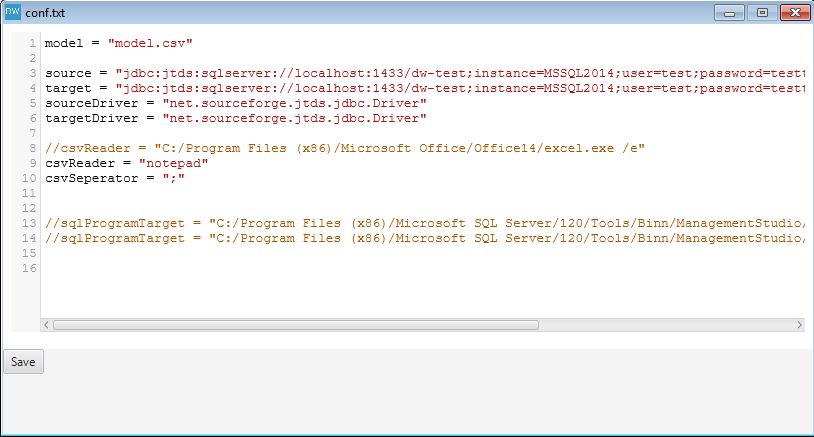 DW conf.txt
1 model = "model.csv"
2
3 source = "jdbc:jtds:sqlserver://localhost:1433/dw-test;instance=MSSQL2014;user=test;password=testt
4 target = "jdbc:jtds:sqlserver://localhost:1433/dw-test;instance=MSSQL2014;user=test;password=testt
5 sourceDriver = "net.sourceforge.jtds.jdbc.Driver"
6 targetDriver = "net.sourceforge.jtds.jdbc.Driver"
7
8 //csvReader = "C:/Program Files (x86)/Microsoft Office/Office14/excel.exe /e"
9 csvReader = "notepad"
10 csvSeperator = ";"
11
12
13 //sqlProgramTarget = "C:/Program Files (x86)/Microsoft SQL Server/120/Tools/Binn/ManagementStudio/
14 //sqlProgramTarget = "C:/Program Files (x86)/Microsoft SQL Server/120/Tools/Binn/ManagementStudio/
15
16
Save